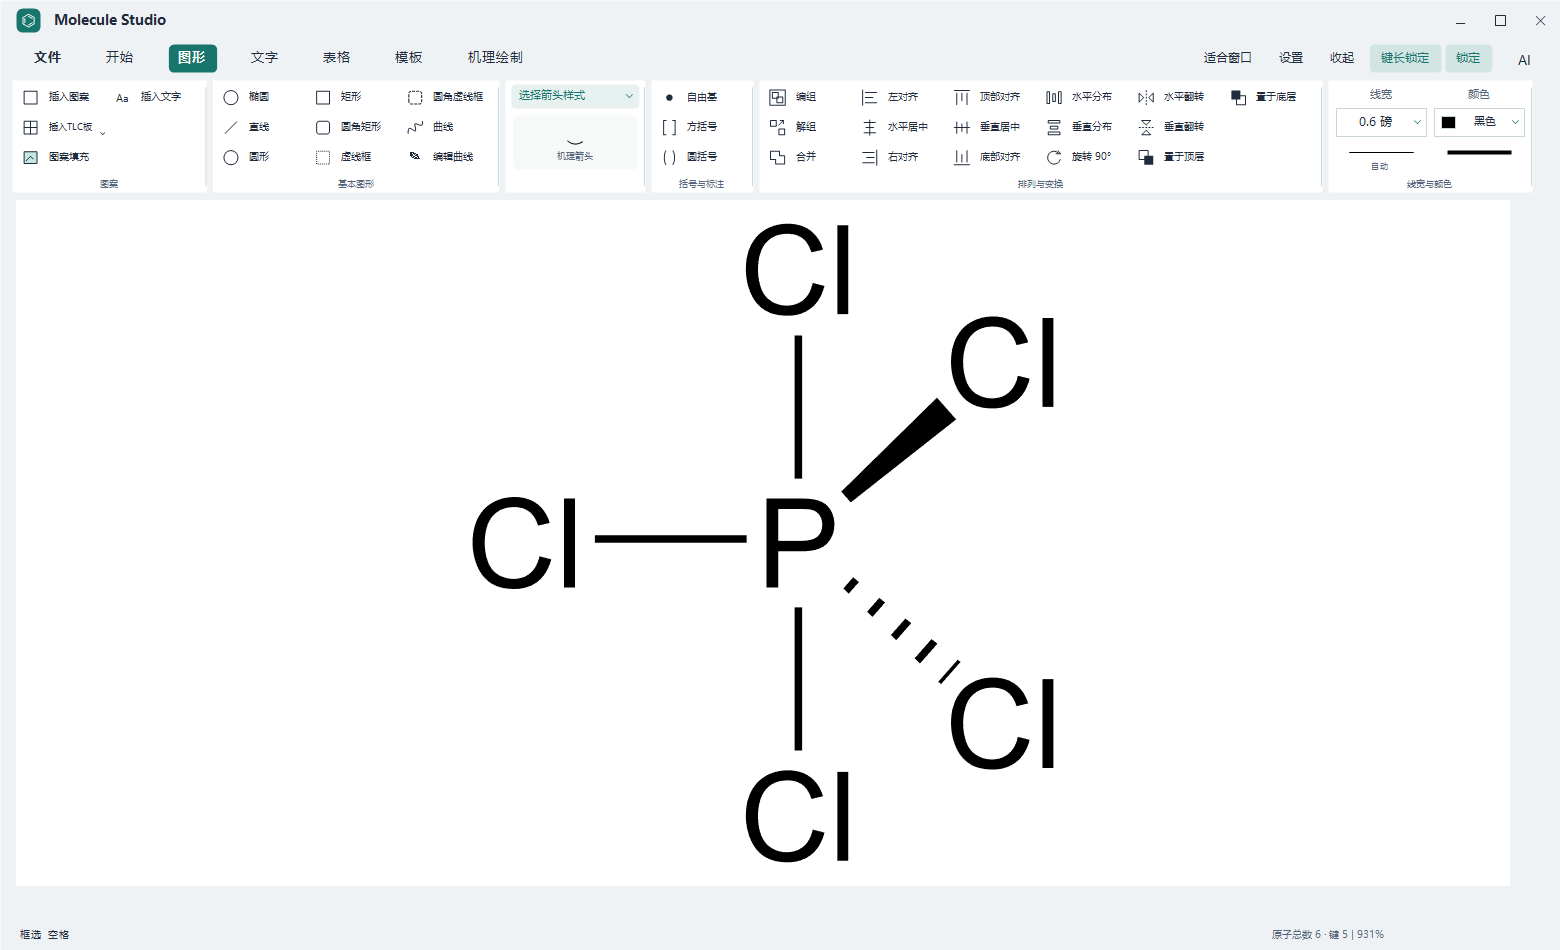 Molecule Studio
文件 开始 图形 文字 表格 模板 机理绘制 适合窗口 设置 收起 键长锁定 锁定 AI
插入图案 Aa 插入文字
插入TLC板
图案填充
图案
椭圆 矩形 圆角虚线框
直线 圆角矩形 曲线
圆形 虚线框 编辑曲线
基本图形
选择箭头样式
机理箭头
自由基
方括号
圆括号
括号与标注
编组 左对齐 顶部对齐 水平分布 水平翻转 置于底层
解组 水平居中 垂直居中 垂直分布 垂直翻转
合并 右对齐 底部对齐 旋转 90° 置于顶层
排列与变换
线宽 颜色
0.6 磅 黑色
自动
线宽与颜色
Cl
Cl
Cl P
Cl
Cl
框选 空格 原子总数 6 · 键 5 | 931%